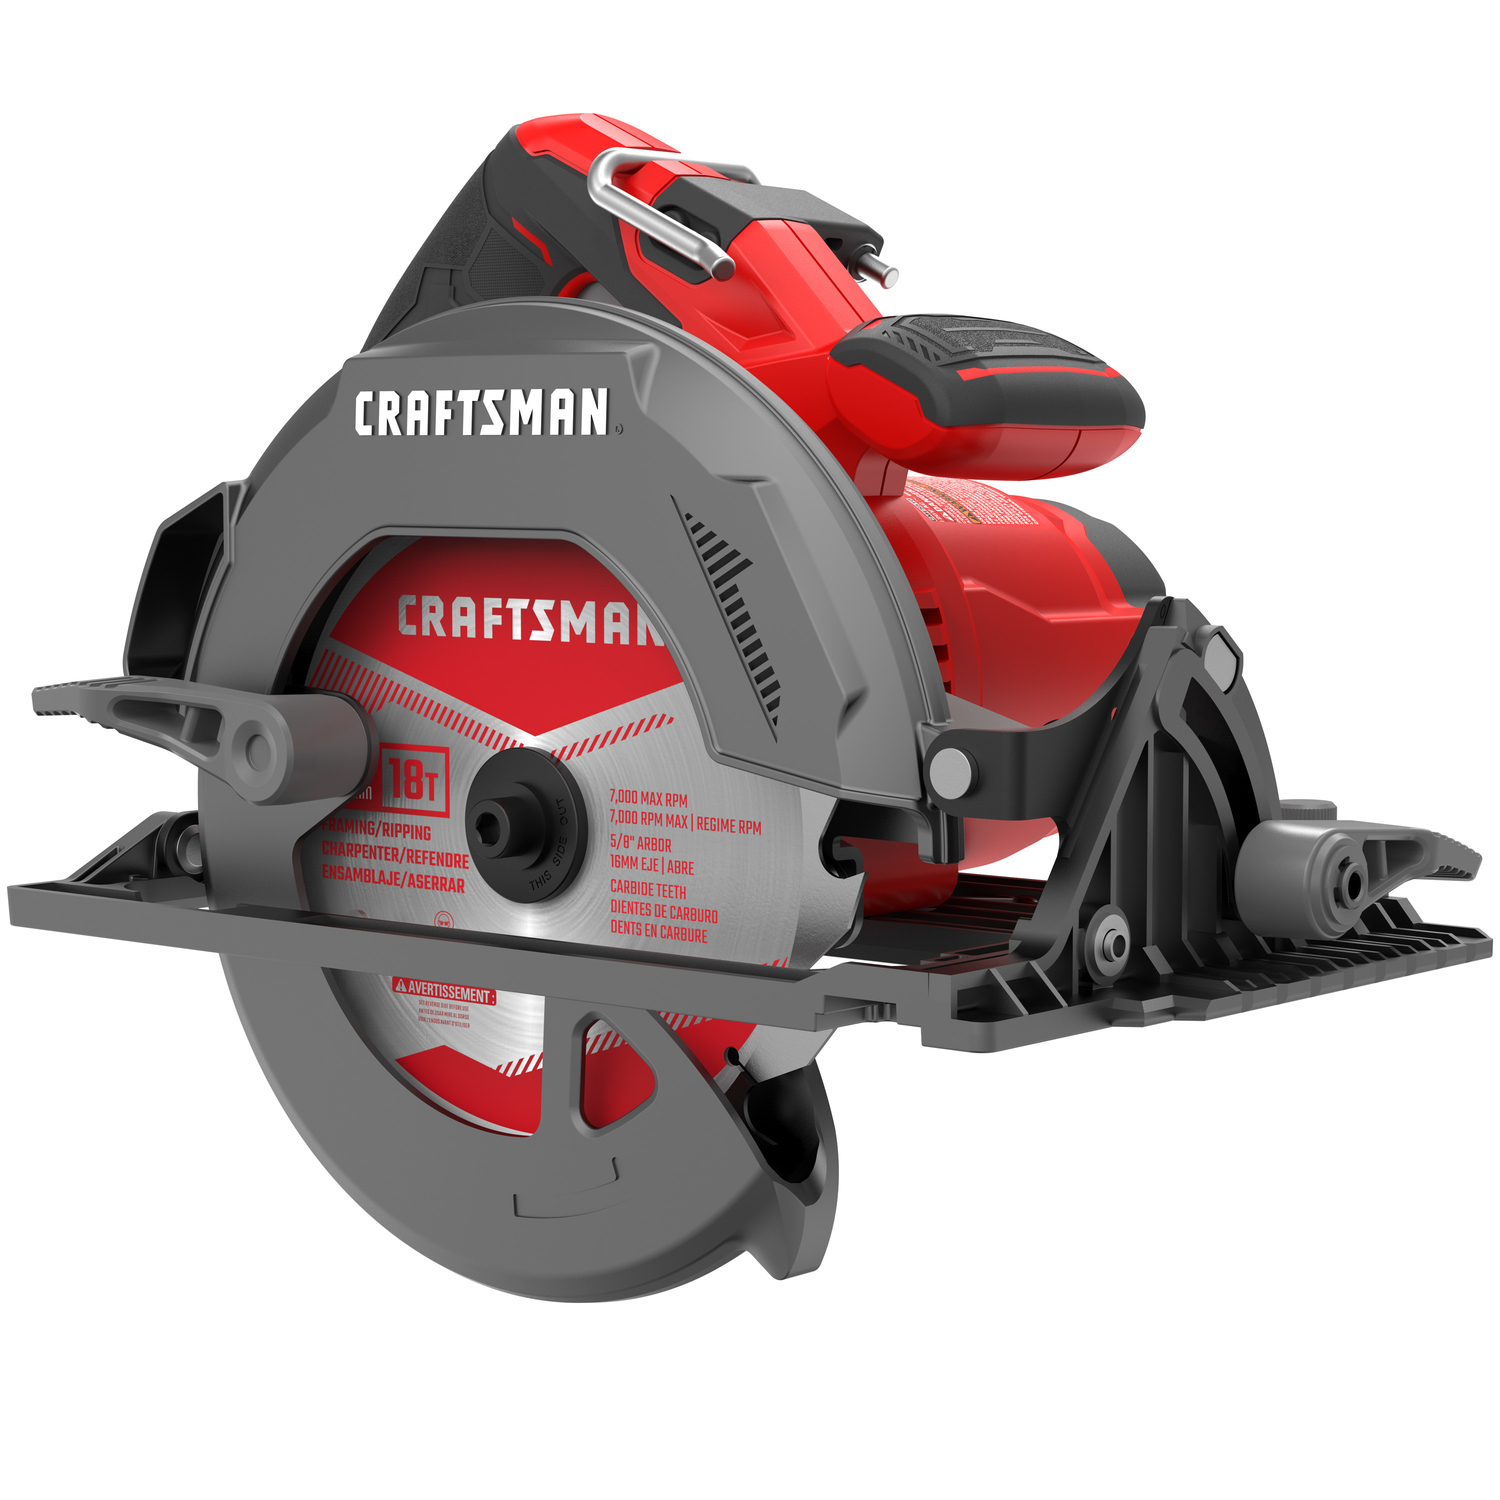 CRAFTSMAN
CRAFTSMAN
18T
FRAMING/RIPPING
CHARPENTER/REFENDRE
ENSAMBLAJE/ASERRAR
THIS SIDE OUT
7,000 MAX RPM
7,000 RPM MAX | REGIME RPM
5/8" ARBOR
16MM EJE | ABRE
CARBIDE TEETH
DIENTES DE CARBURO
DENTS EN CARBURE
AVERTISSEMENT: